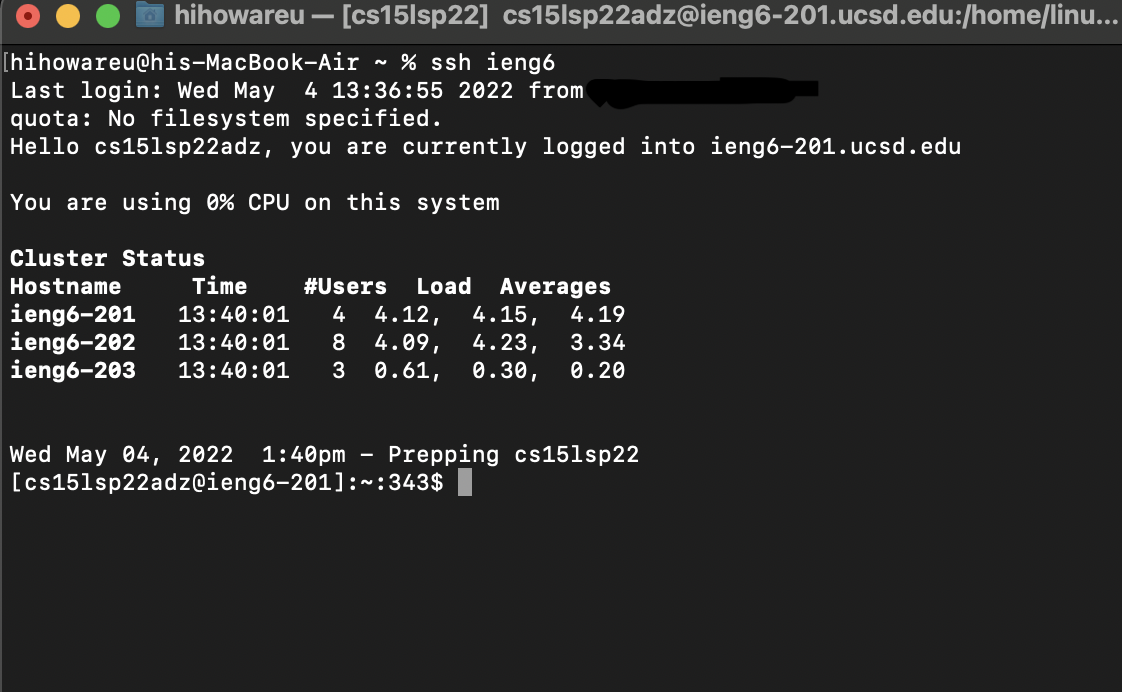 hihowareu — [cs15lsp22] cs15lsp22adz@ieng6-201.ucsd.edu:/home/linu...
[hihowareu@his-MacBook-Air ~ % ssh ieng6
Last login: Wed May  4 13:36:55 2022 from
quota: No filesystem specified.
Hello cs15lsp22adz, you are currently logged into ieng6-201.ucsd.edu
You are using 0% CPU on this system
Cluster Status
Hostname     Time    #Users  Load  Averages
ieng6-201   13:40:01   4  4.12,  4.15,  4.19
ieng6-202   13:40:01   8  4.09,  4.23,  3.34
ieng6-203   13:40:01   3  0.61,  0.30,  0.20
Wed May 04, 2022  1:40pm - Prepping cs15lsp22
[cs15lsp22adz@ieng6-201]:~:343$